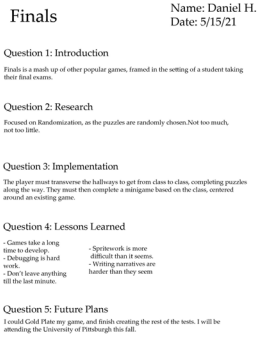 Finals
Name: Daniel H.
Date: 5/15/21
Question 1: Introduction
Finals is a mash up of other popular games, framed in the setting of a student taking
their final exams.
Question 2: Research
Focused on Randomization, as the puzzles are randomly chosen.Not too much,
not too little.
Question 3: Implementation
The player must transverse the hallways to get from class to class, completing puzzles
along the way. They must then complete a minigame based on the class, centered
around an existing game.
Question 4: Lessons Learned
- Games take a long
time to develop.
- Debugging is hard
work.
- Don't leave anything
till the last minute.
- Spritework is more
difficult than it seems.
- Writing narratives are
harder than they seem
Question 5: Future Plans
I could Gold Plate my game, and finish creating the rest of the tests. I will be
attending the University of Pittsburgh this fall.